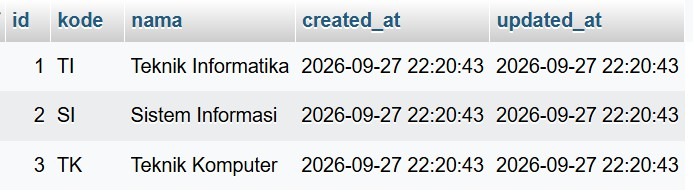 id kode nama created_at updated_at
1 TI Teknik Informatika 2026-09-27 22:20:43 2026-09-27 22:20:43
2 SI Sistem Informasi 2026-09-27 22:20:43 2026-09-27 22:20:43
3 TK Teknik Komputer 2026-09-27 22:20:43 2026-09-27 22:20:43